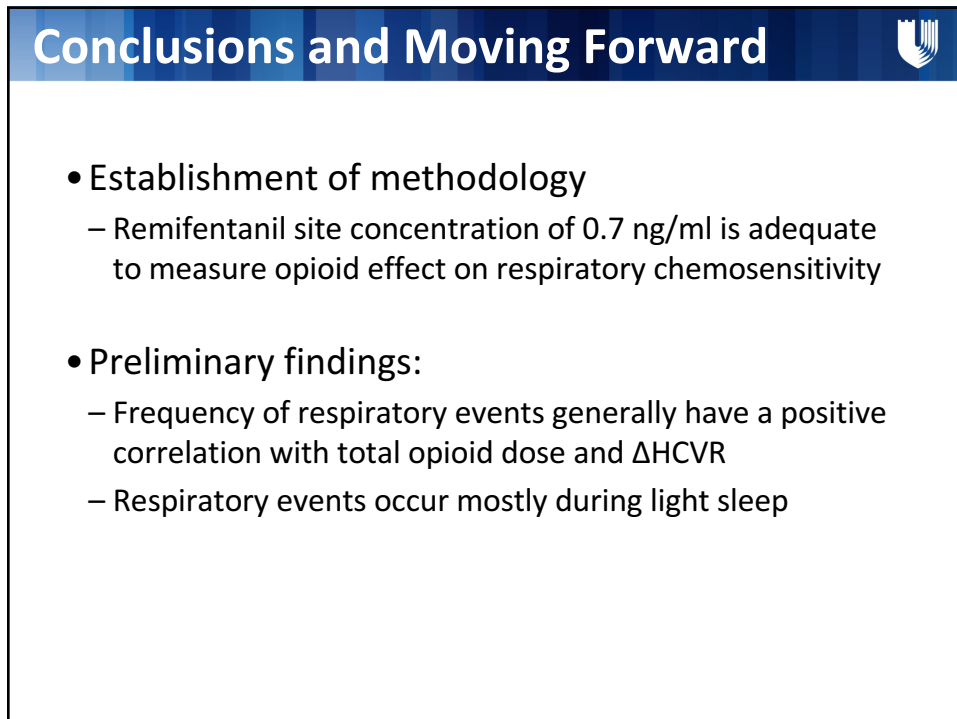 Conclusions and Moving Forward
• Establishment of methodology
– Remifentanil site concentration of 0.7 ng/ml is adequate
to measure opioid effect on respiratory chemosensitivity
• Preliminary findings:
– Frequency of respiratory events generally have a positive
correlation with total opioid dose and ΔHCVR
– Respiratory events occur mostly during light sleep